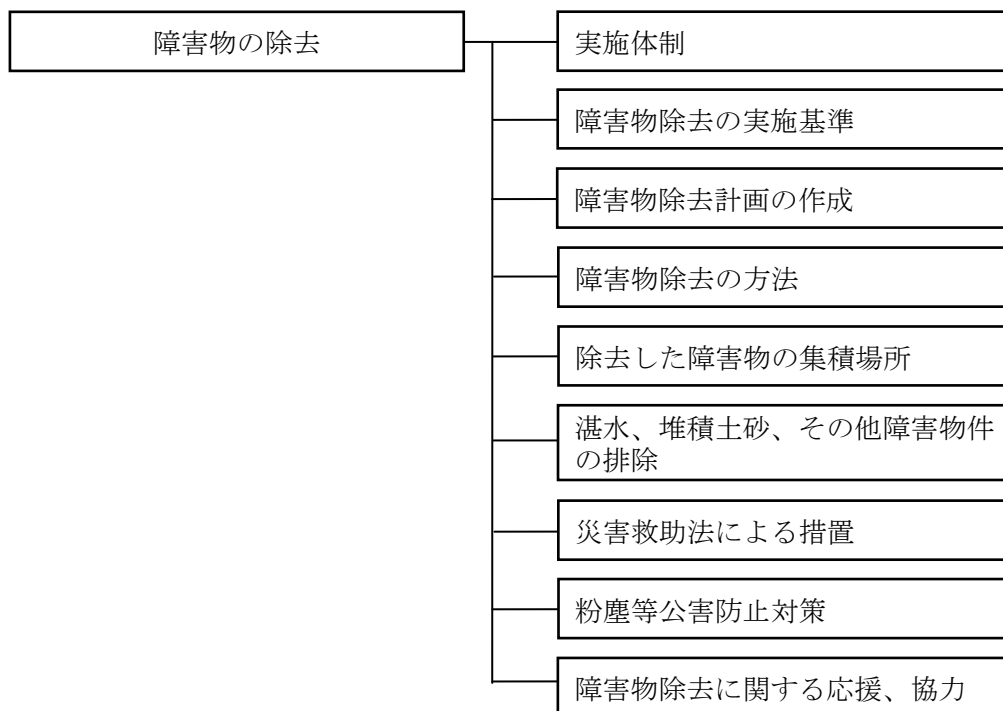 障害物の除去
実施体制
障害物除去の実施基準
障害物除去計画の作成
障害物除去の方法
除去した障害物の集積場所
湛水、堆積土砂、その他障害物件
の排除
災害救助法による措置
粉塵等公害防止対策
障害物除去に関する応援、協力